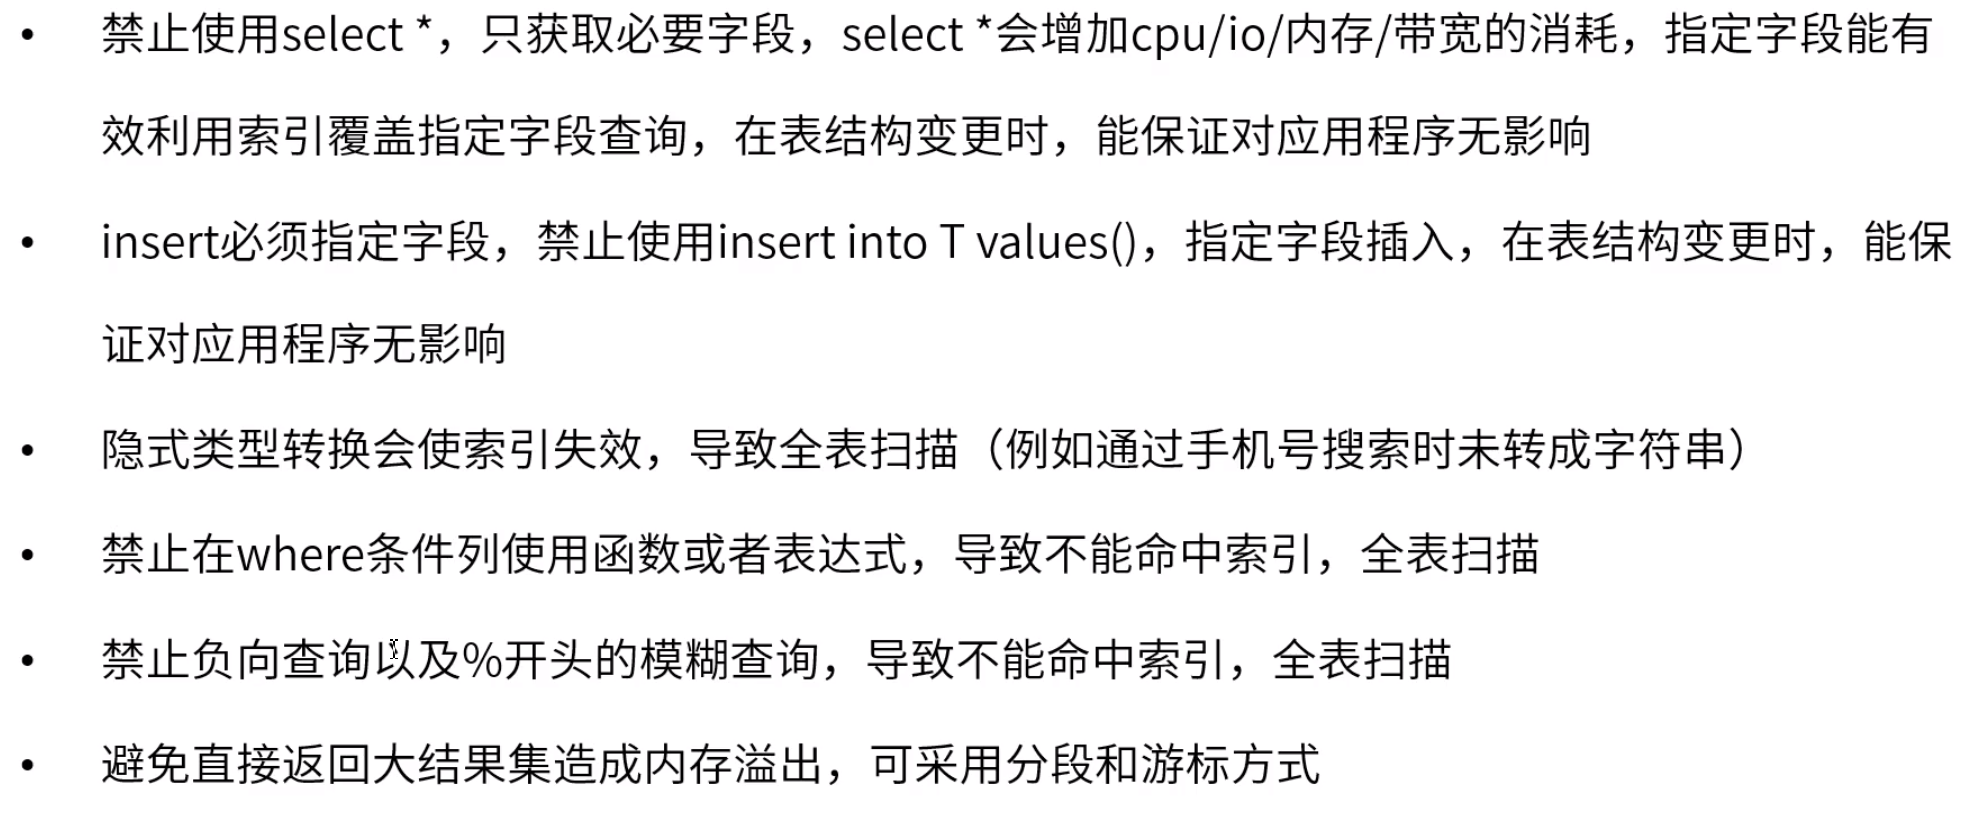 • 禁止使用select *，只获取必要字段，select *会增加cpu/io/内存/带宽的消耗，指定字段能有
效利用索引覆盖指定字段查询，在表结构变更时，能保证对应用程序无影响
• insert必须指定字段，禁止使用insert into T values()，指定字段插入，在表结构变更时，能保
证对应用程序无影响
• 隐式类型转换会使索引失效，导致全表扫描（例如通过手机号搜索时未转成字符串）
• 禁止在where条件列使用函数或者表达式，导致不能命中索引，全表扫描
• 禁止负向查询以及%开头的模糊查询，导致不能命中索引，全表扫描
• 避免直接返回大结果集造成内存溢出，可采用分段和游标方式